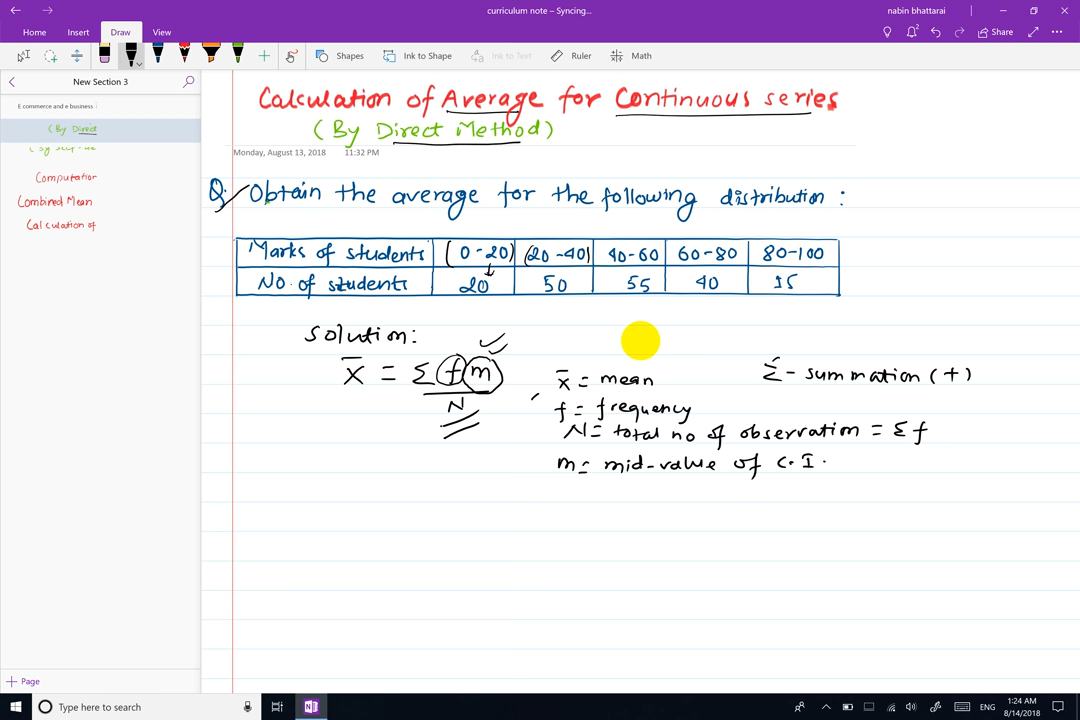 curriculum note - Syncing...
nabin bhattarai
Home Insert Draw View
Share
Shapes Ink to Shape Ink to Text Ruler Math
New Section 3
E commerce and e business :
(By Direct
Computation
Combined Mean
Calculation of
Calculation of Average for Continuous series
(By Direct Method)
Monday, August 13, 2018 11:32 PM
Q. Obtain the average for the following distribution :
Marks of students 0-20 (20-40) 40-60 60-80 80-100
No. of students 20 50 55 40 15
Solution:
X̄ = Σfm
N
x̄ = mean
Σ - summation (+)
f = frequency
N = total no of observation = Σf
m = mid-value of C.I.
+ Page
Type here to search
ENG
1:24 AM
8/14/2018